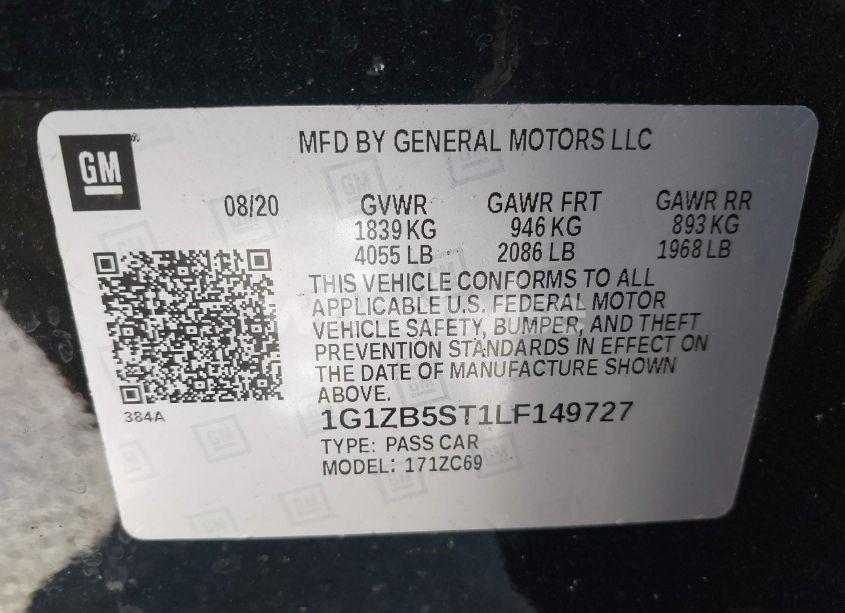 MFD BY GENERAL MOTORS LLC
GM
08/20 GVWR GAWR FRT GAWR RR
1839 KG 946 KG 893 KG
4055 LB 2086 LB 1968 LB
THIS VEHICLE CONFORMS TO ALL
APPLICABLE U.S. FEDERAL MOTOR
VEHICLE SAFETY, BUMPER, AND THEFT
PREVENTION STANDARDS IN EFFECT ON
THE DATE OF MANUFACTURE SHOWN
ABOVE.
384A
1G1ZB5ST1LF149727
TYPE: PASS CAR
MODEL: 171ZC69